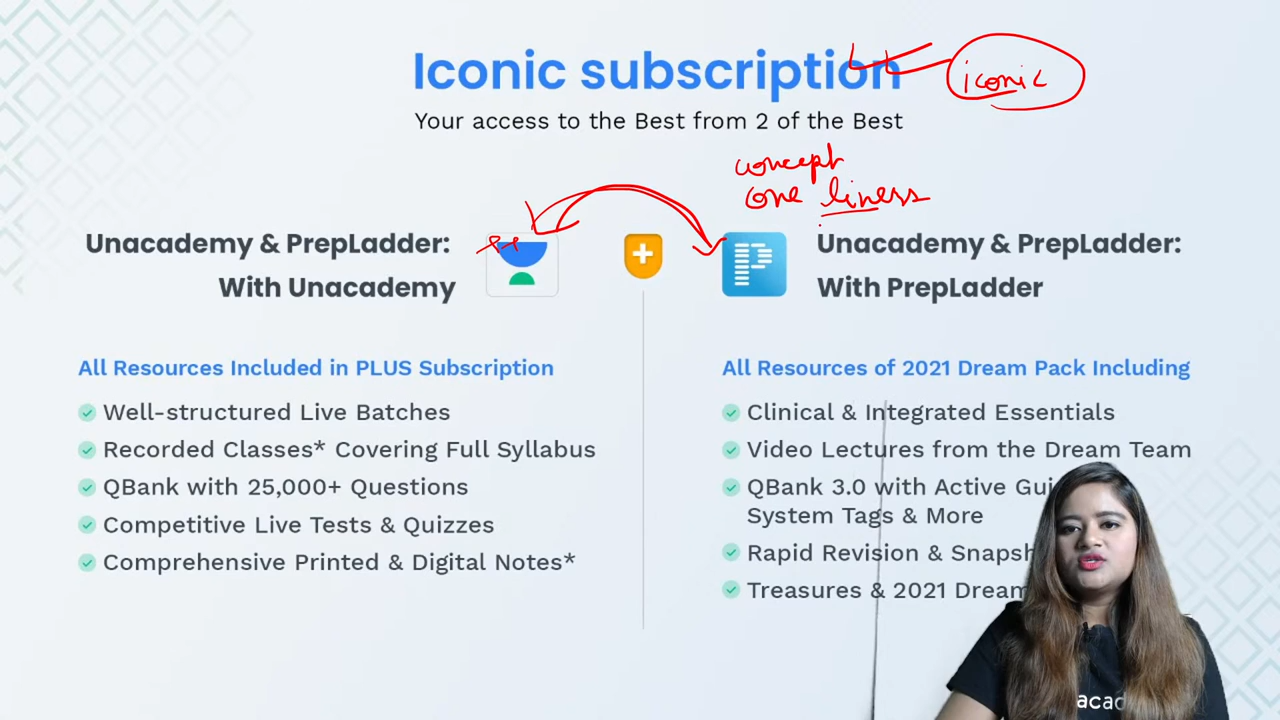 Iconic subscription
iconic
Your access to the Best from 2 of the Best
concept
one liness
Unacademy & PrepLadder:
With Unacademy
Unacademy & PrepLadder:
With PrepLadder
All Resources Included in PLUS Subscription
Well-structured Live Batches
Recorded Classes* Covering Full Syllabus
QBank with 25,000+ Questions
Competitive Live Tests & Quizzes
Comprehensive Printed & Digital Notes*
All Resources of 2021 Dream Pack Including
Clinical & Integrated Essentials
Video Lectures from the Dream Team
QBank 3.0 with Active
System Tags & More
Rapid Revision &
Treasures & 2021 Dream